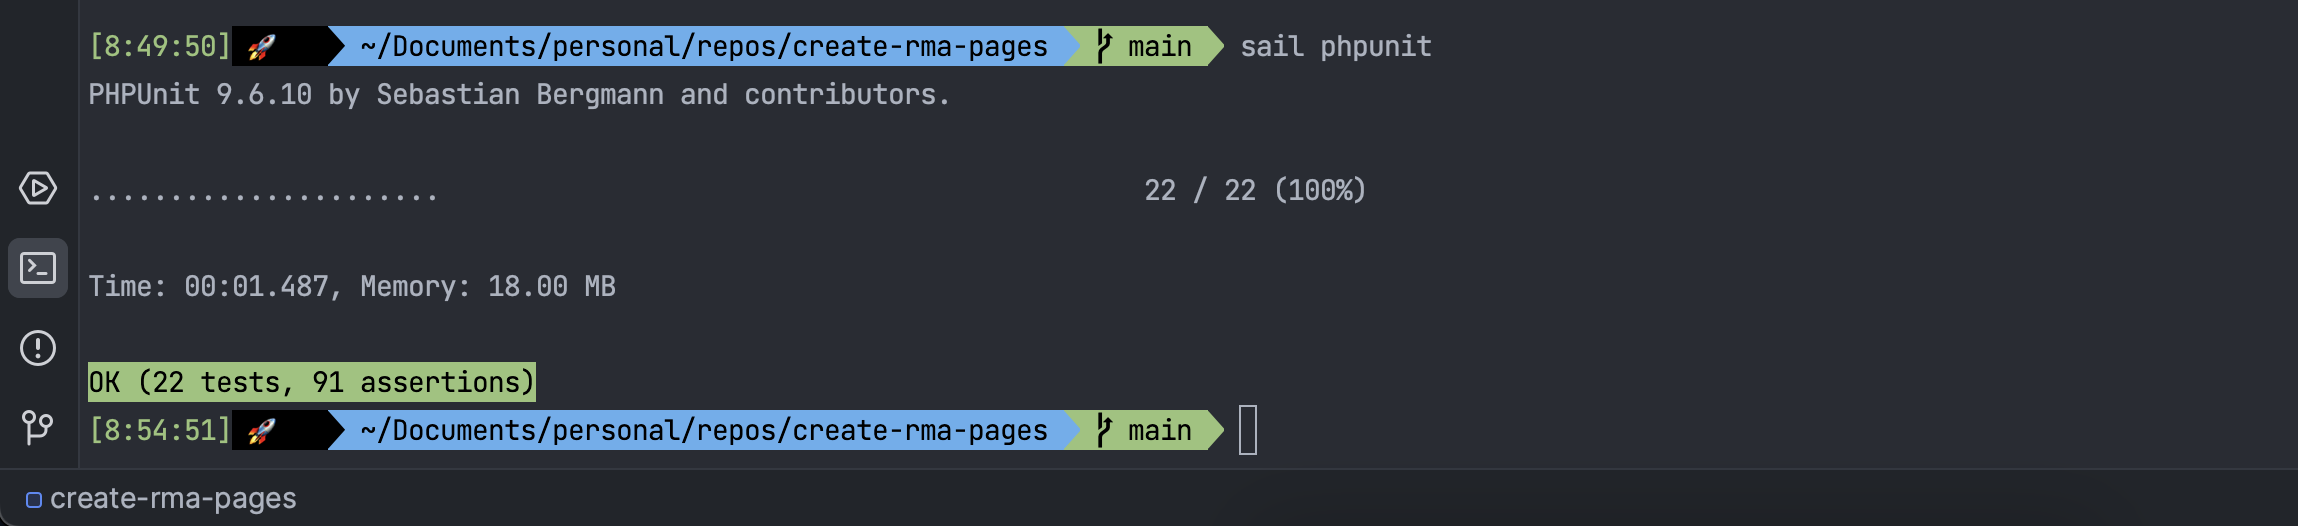 [8:49:50] 🚀 ~/Documents/personal/repos/create-rma-pages main sail phpunit
PHPUnit 9.6.10 by Sebastian Bergmann and contributors.
...................... 22 / 22 (100%)
Time: 00:01.487, Memory: 18.00 MB
OK (22 tests, 91 assertions)
[8:54:51] 🚀 ~/Documents/personal/repos/create-rma-pages main
create-rma-pages